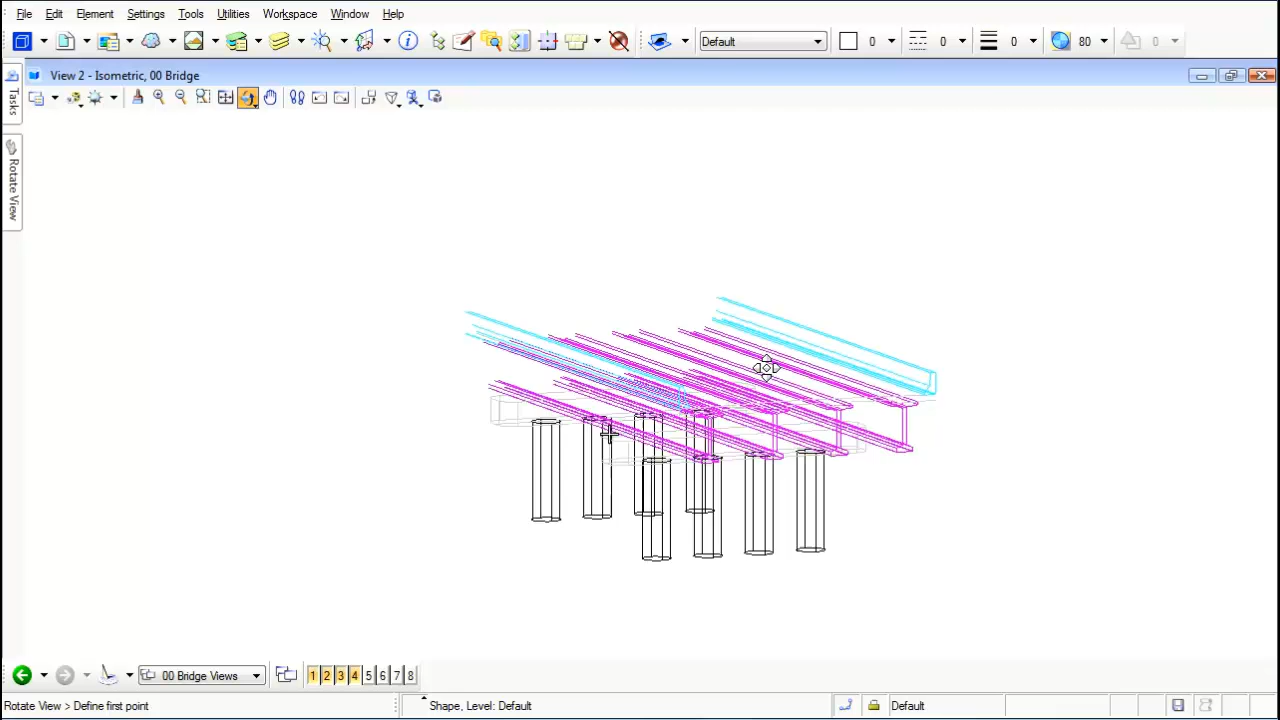 File Edit Element Settings Tools Utilities Workspace Window Help
Default 0 0 0 80 0
View 2 - Isometric, 00 Bridge
Tasks
Rotate View
00 Bridge Views 1 2 3 4 5 6 7 8
Rotate View > Define first point Shape, Level: Default Default